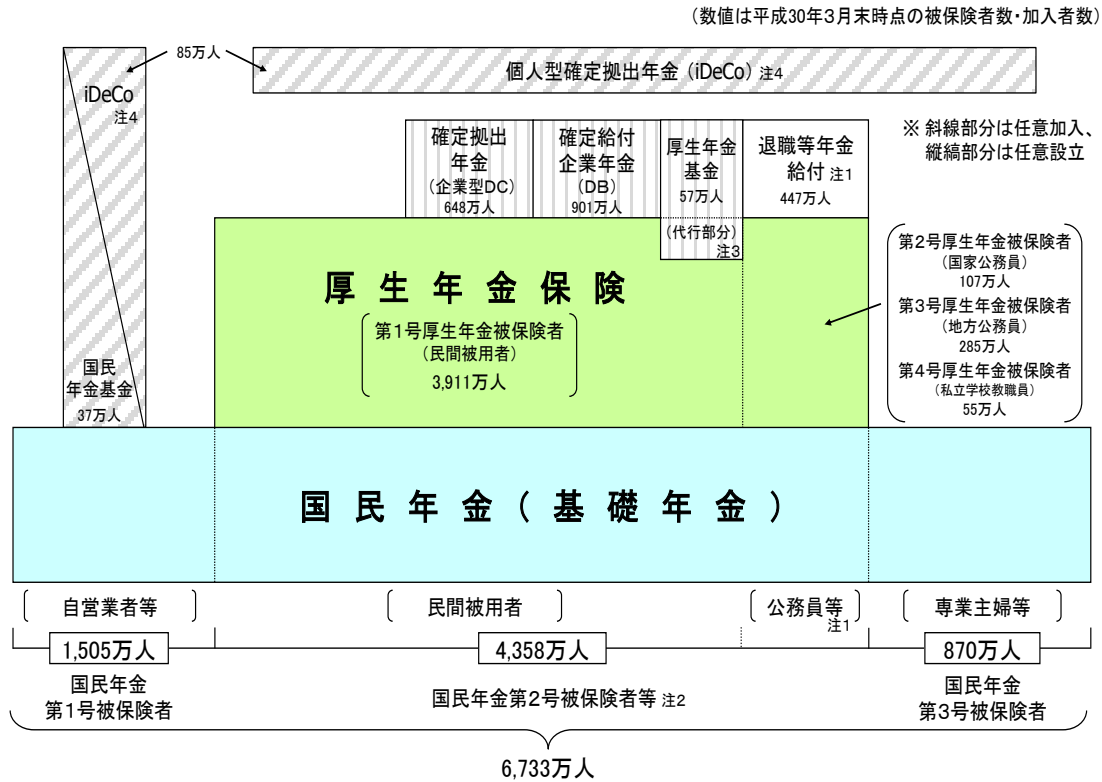 (数値は平成30年3月末時点の被保険者数・加入者数)
85万人
iDeCo
注4
個人型確定拠出年金(iDeCo) 注4
確定拠出
年金
(企業型DC)
648万人
確定給付
企業年金
(DB)
901万人
厚生年金
基金
57万人
(代行部分)
注3
退職等年金
給付 注1
447万人
※ 斜線部分は任意加入、
縦縞部分は任意設立
厚生年金保険
第1号厚生年金被保険者
(民間被用者)
3,911万人
第2号厚生年金被保険者
(国家公務員)
107万人
第3号厚生年金被保険者
(地方公務員)
285万人
第4号厚生年金被保険者
(私立学校教職員)
55万人
国民
年金基金
37万人
国民年金(基礎年金)
自営業者等
民間被用者
公務員等
注1
専業主婦等
1,505万人
4,358万人
870万人
国民年金
第1号被保険者
国民年金第2号被保険者等 注2
国民年金
第3号被保険者
6,733万人